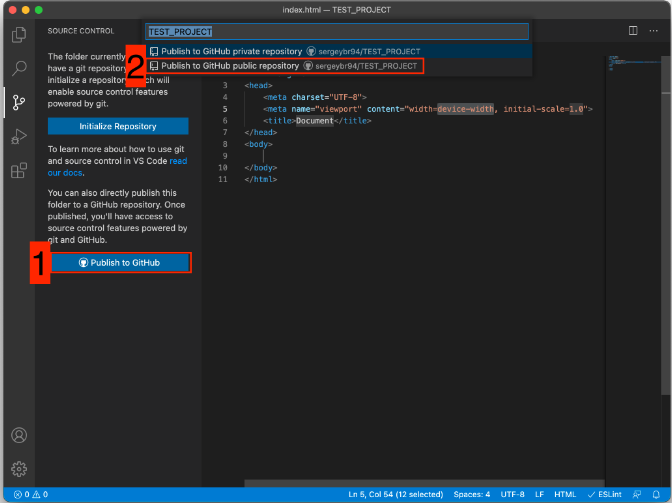 index.html — TEST_PROJECT
SOURCE CONTROL
TEST_PROJECT
Publish to GitHub private repository sergeybr94/TEST_PROJECT
2
Publish to GitHub public repository sergeybr94/TEST_PROJECT
The folder currently
have a git repository
initialize a repository which will
enable source control features
powered by git.
Initialize Repository
To learn more about how to use git
and source control in VS Code read
our docs.
You can also directly publish this
folder to a GitHub repository. Once
published, you'll have access to
source control features powered by
git and GitHub.
1
Publish to GitHub
3 <head>
4 <meta charset="UTF-8">
5 <meta name="viewport" content="width=device-width, initial-scale=1.0">
6 <title>Document</title>
7 </head>
8 <body>
9
10 </body>
11 </html>
0 0
Ln 5, Col 54 (12 selected) Spaces: 4 UTF-8 LF HTML ESLint